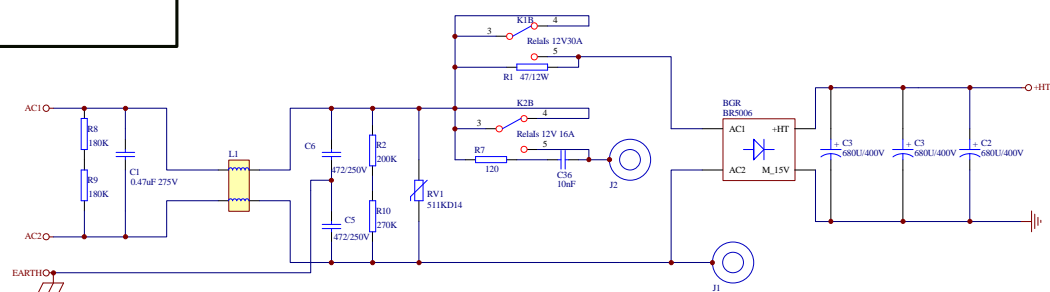 K1B
4
3
RelaIs 12V30A
5
R1 47/12W
AC1
R8
180K
C1
0.47uF 275V
R9
180K
AC2
EARTH
L1
C6
472/250V
R2
200K
C5
472/250V
R10
270K
RV1
511KD14
K2B
4
3
RelaIs 12V 16A
5
R7
120
C36
10nF
J2
J1
BGR
BR5006
AC1 +HT
AC2 M_15V
+HT
+ C3
680U/400V
+ C3
680U/400V
+ C2
680U/400V